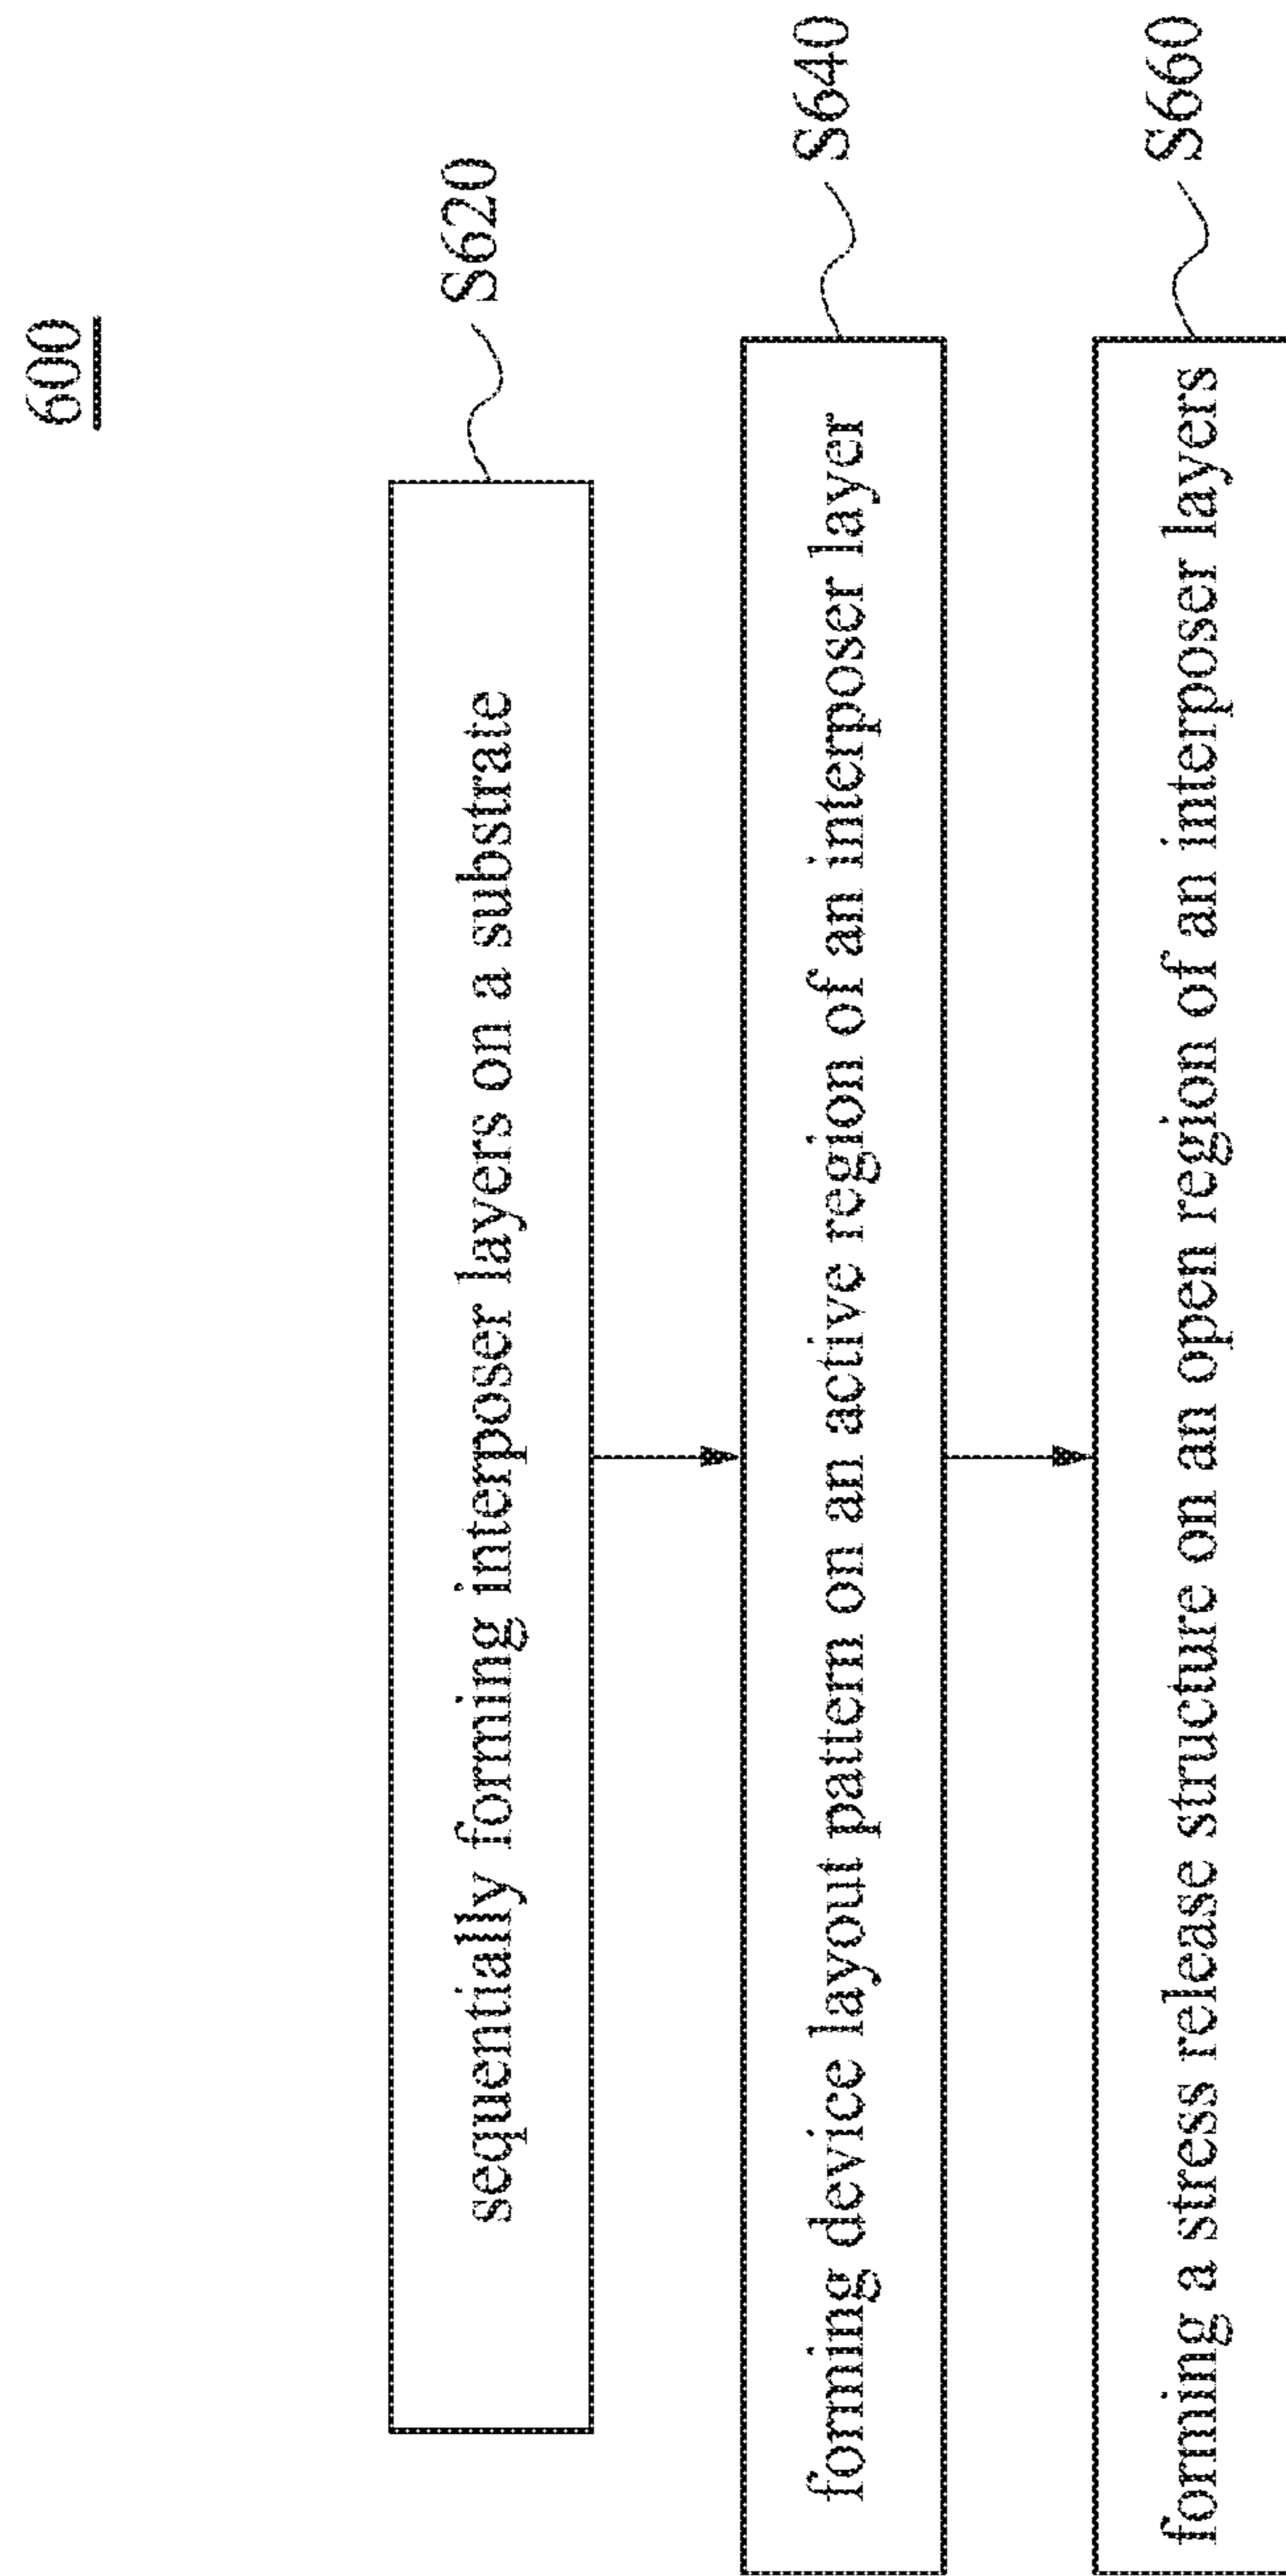 600
sequentially forming interposer layers on a substrate
S620
forming device layout pattern on an active region of an interposer layer
S640
forming a stress release structure on an open region of an interposer layers
S660